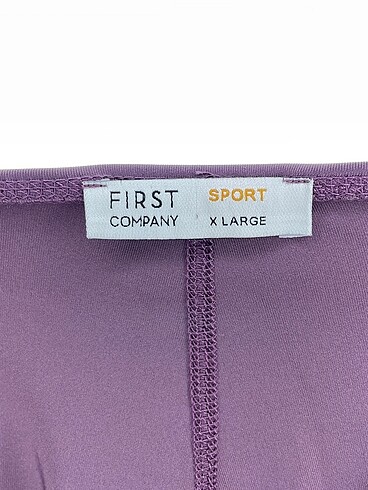 FIRST
COMPANY
SPORT
X LARGE